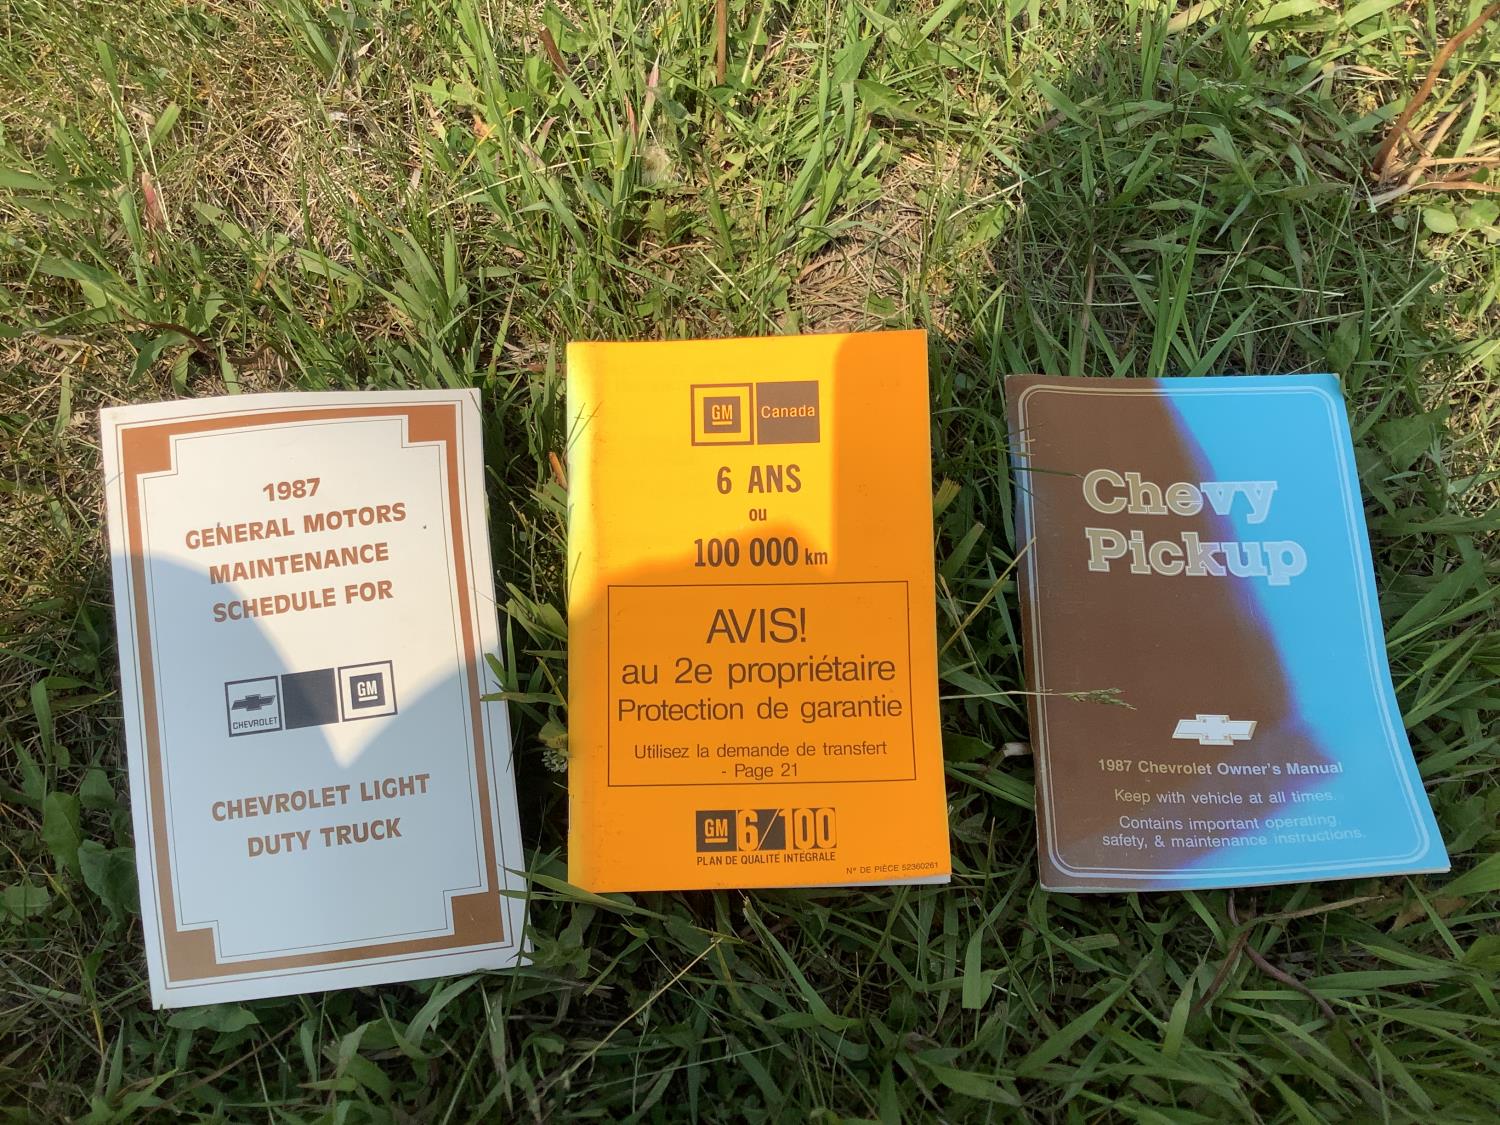 1987
GENERAL MOTORS
MAINTENANCE
SCHEDULE FOR
CHEVROLET
GM
CHEVROLET LIGHT
DUTY TRUCK
GM Canada
6 ANS
ou
100 000 km
AVIS!
au 2e propriétaire
Protection de garantie
Utilisez la demande de transfert
- Page 21
GM 6/100
PLAN DE QUALITÉ INTÉGRALE
N° DE PIÈCE 52360261
Chevy
Pickup
1987 Chevrolet Owner's Manual
Keep with vehicle at all times.
Contains important operating,
safety, & maintenance instructions.